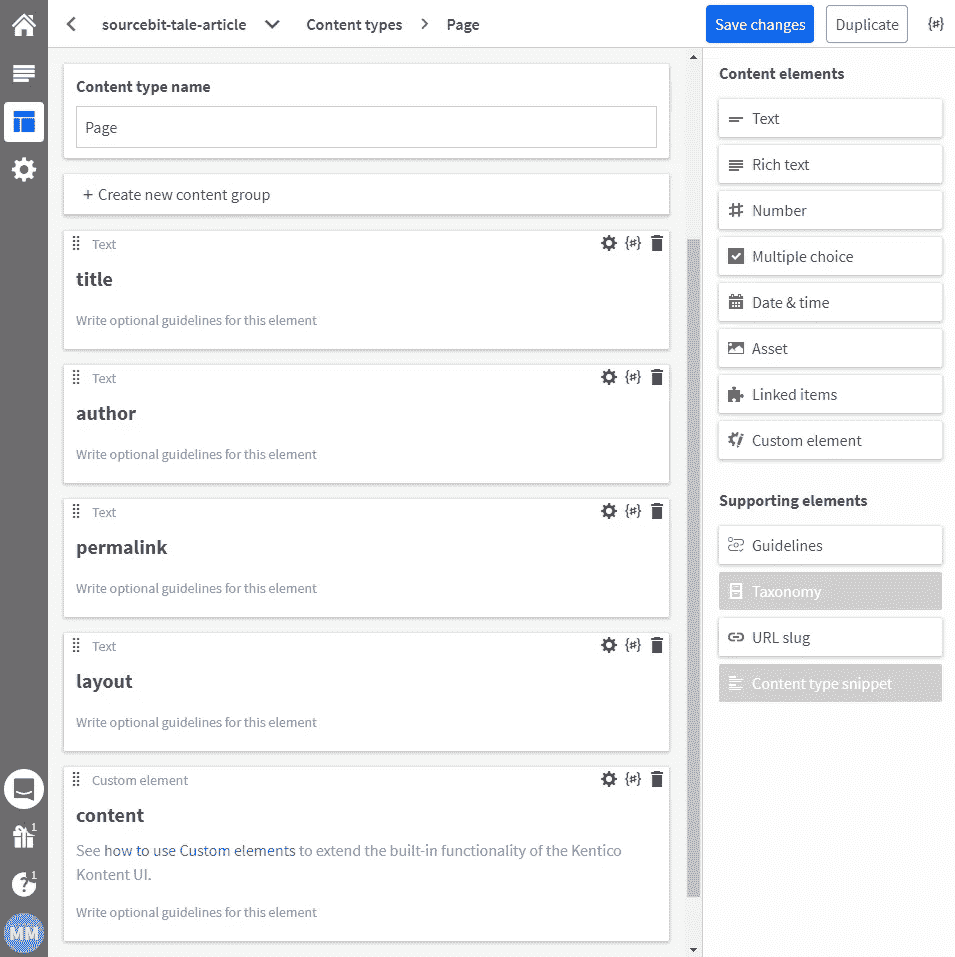 sourcebit-tale-article Content types > Page Save changes Duplicate {#}
Content type name
Page
+ Create new content group
Text {#}
title
Write optional guidelines for this element
Text {#}
author
Write optional guidelines for this element
Text {#}
permalink
Write optional guidelines for this element
Text {#}
layout
Write optional guidelines for this element
Custom element {#}
content
See how to use Custom elements to extend the built-in functionality of the Kentico
Kontent UI.
Write optional guidelines for this element
Content elements
Text
Rich text
Number
Multiple choice
Date & time
Asset
Linked items
Custom element
Supporting elements
Guidelines
Taxonomy
URL slug
Content type snippet
1
? 1
MM